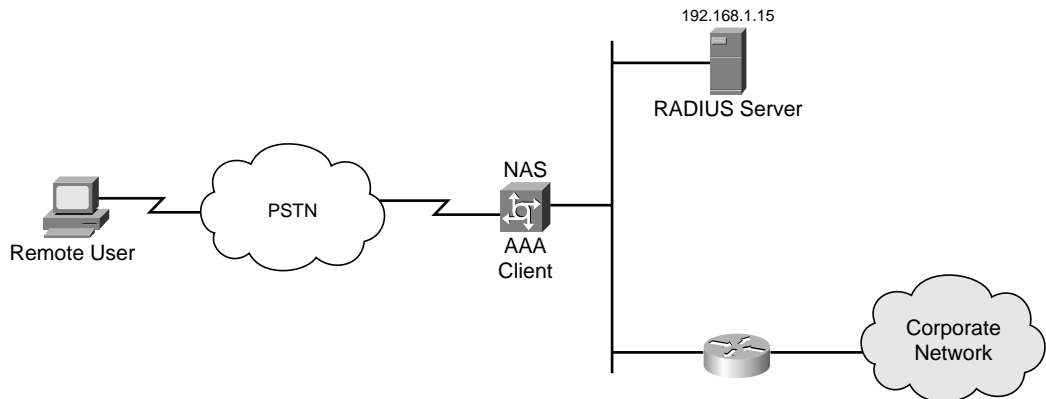 192.168.1.15
RADIUS Server
NAS
PSTN
AAA
Client
Remote User
Corporate
Network